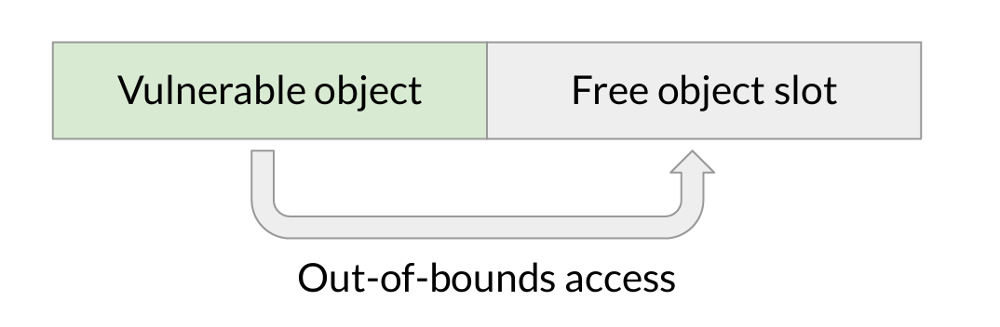 Vulnerable object
Free object slot
Out-of-bounds access